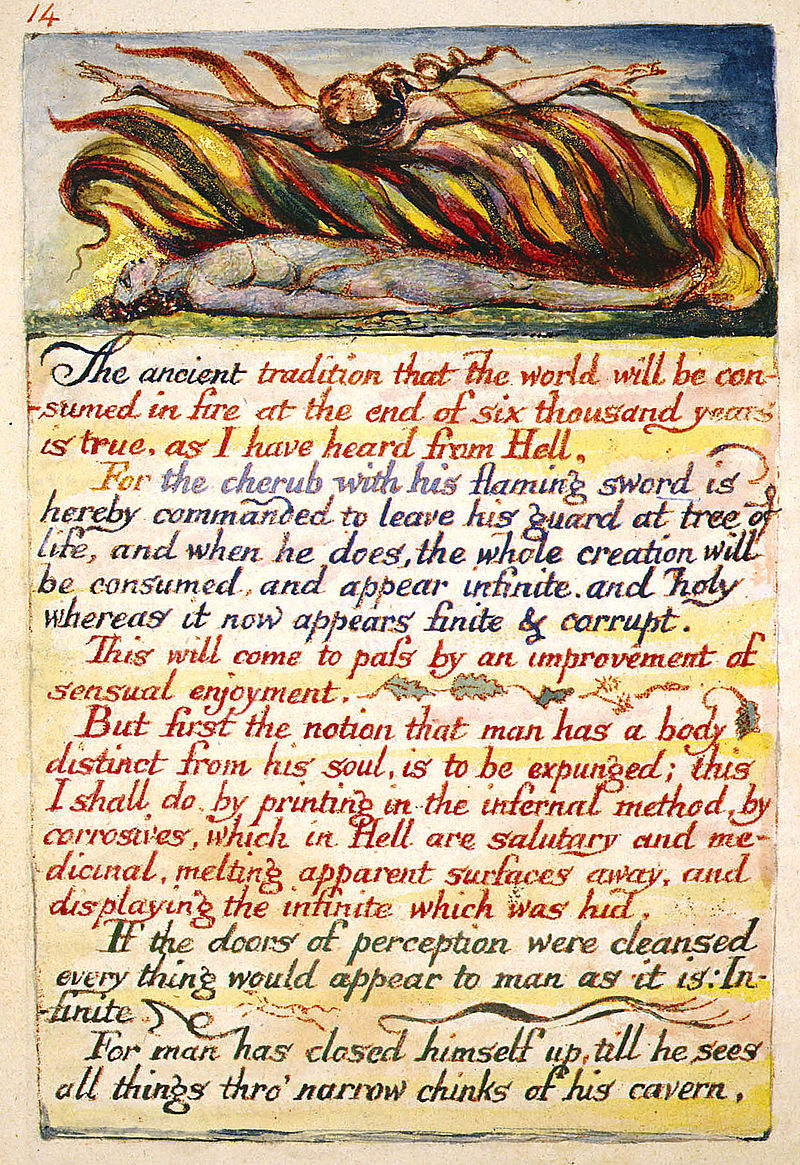 14
The ancient tradition that the world will be con-
-sumed in fire at the end of six thousand years
is true. as I have heard from Hell.
For the cherub with his flaming sword is
hereby commanded to leave his guard at tree of
life, and when he does, the whole creation will
be consumed, and appear infinite. and holy
whereas it now appears finite & corrupt.
This will come to paſs by an improvement of
sensual enjoyment.
But first the notion that man has a body
distinct from his soul, is to be expunged; this
I shall do, by printing in the infernal method, by
corrosives, which in Hell are salutary and me-
dicinal, melting apparent surfaces away, and
displaying the infinite which was hid.
If the doors of perception were cleansed
every thing would appear to man as it is: In-
-finite.
For man has closed himself up, till he sees
all things thro' narrow chinks of his cavern.